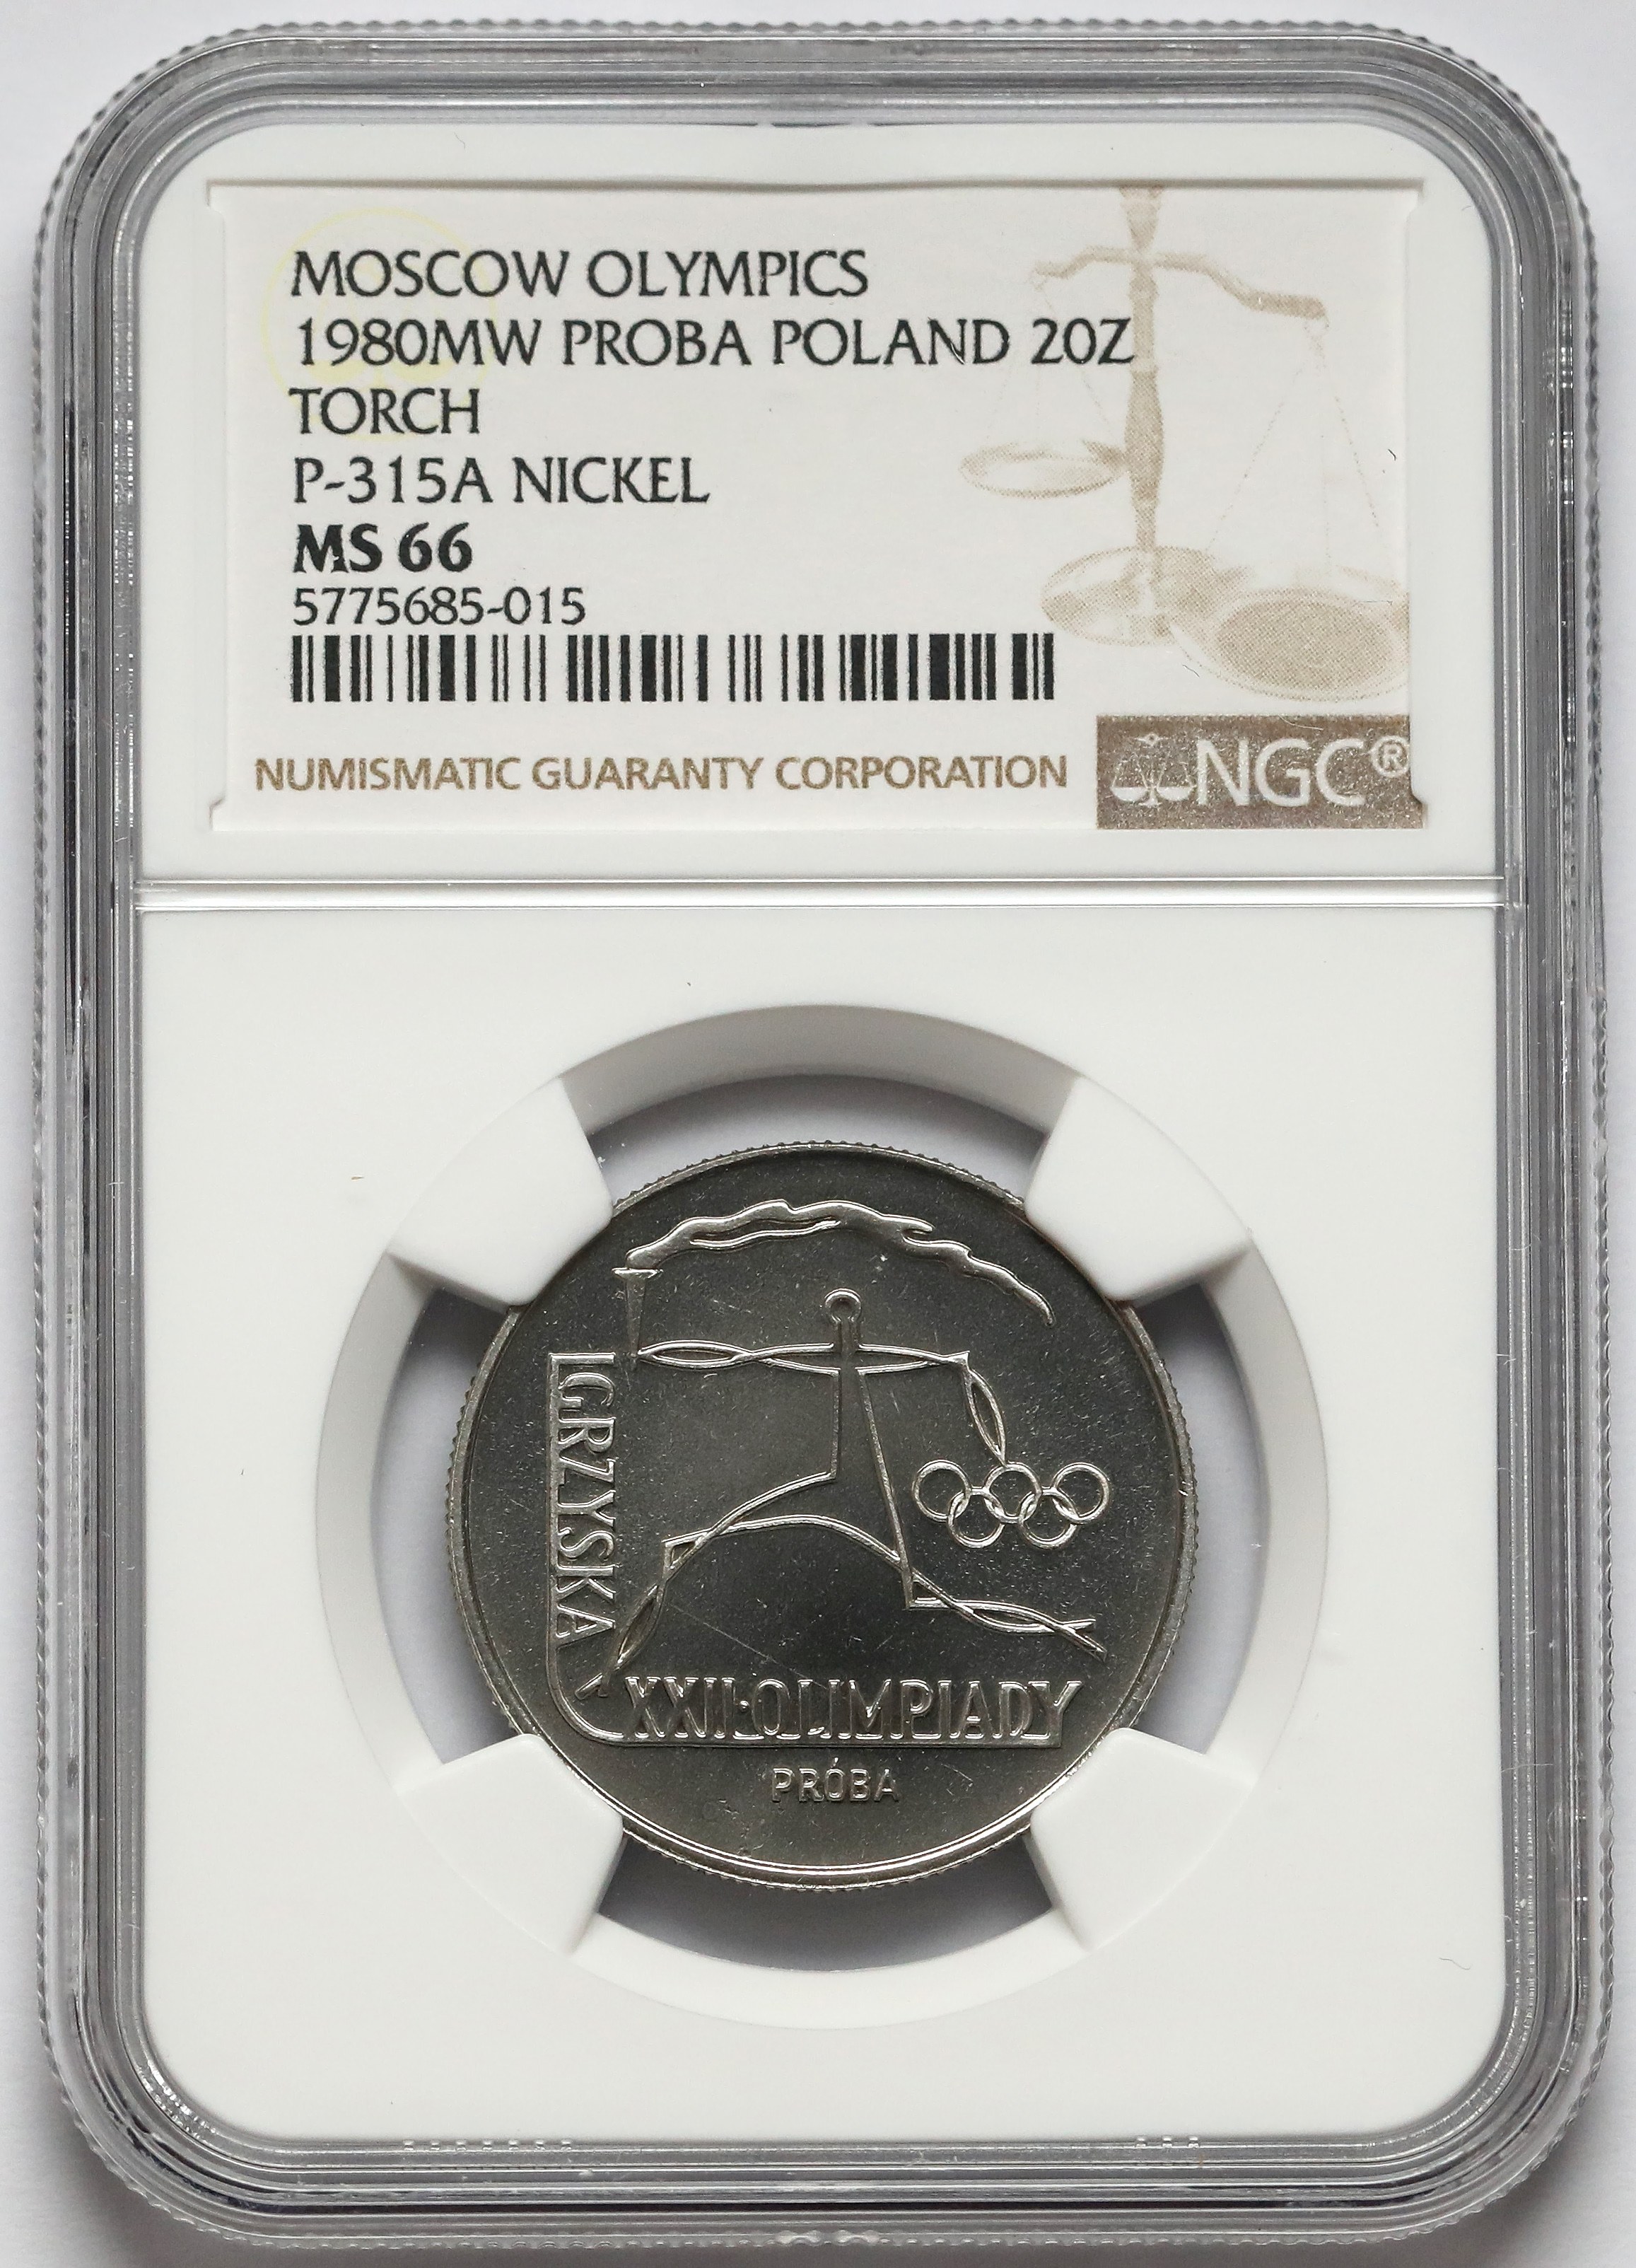 MOSCOW OLYMPICS
1980MW PROBA POLAND 20Z
TORCH
P-315A NICKEL
MS 66
5775685-015
NUMISMATIC GUARANTY CORPORATION
NGC®
IGRZYSKA
XXII·OLIMPIADY
PRÓBA